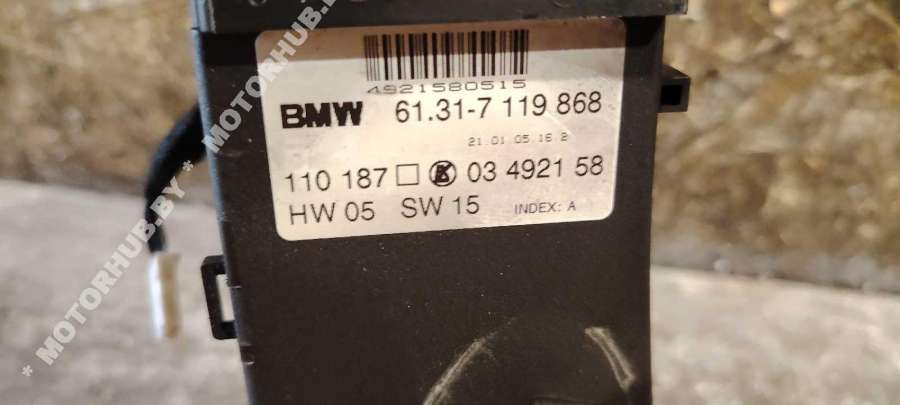 4921580515
BMW 61.31-7 119 868
21.01.05 16.2
110 187 03 4921 58
HW 05 SW 15 INDEX: A
* MOTORHUB.BY * MOTORHUB.BY